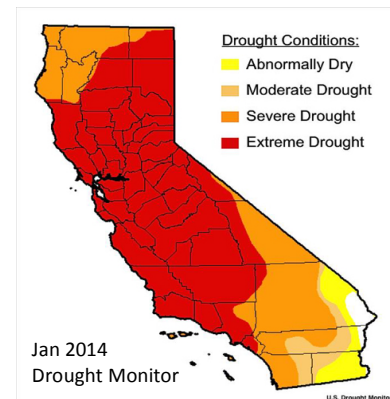 Drought Conditions:
Abnormally Dry
Moderate Drought
Severe Drought
Extreme Drought
Jan 2014
Drought Monitor
U.S. Drought Monitor